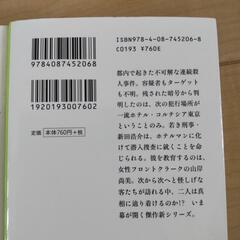 9784087452068
1920193007602
定価 本体760円+税
ISBN978-4-08-745206-8
C0193 ¥760E
都内で起きた不可解な連続殺
人事件。容疑者もターゲット
も不明。残された暗号から判
明したのは、次の犯行場所が
一流ホテル・コルテシア東京
ということのみ。若き刑事・
新田浩介は、ホテルマンに化
けて潜入捜査に就くことを命
じられる。彼を教育するのは、
女性フロントクラークの山岸
尚美。次から次へと怪しげな
客たちが訪れる中、二人は真
相に辿り着けるのか!? いま
幕が開く傑作新シリーズ。